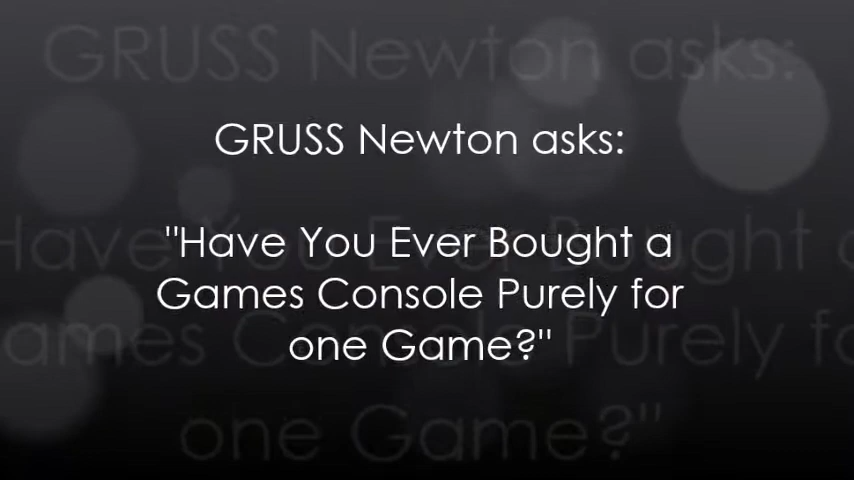 GRUSS Newton asks:
"Have You Ever Bought a
Games Console Purely for
one Game?"